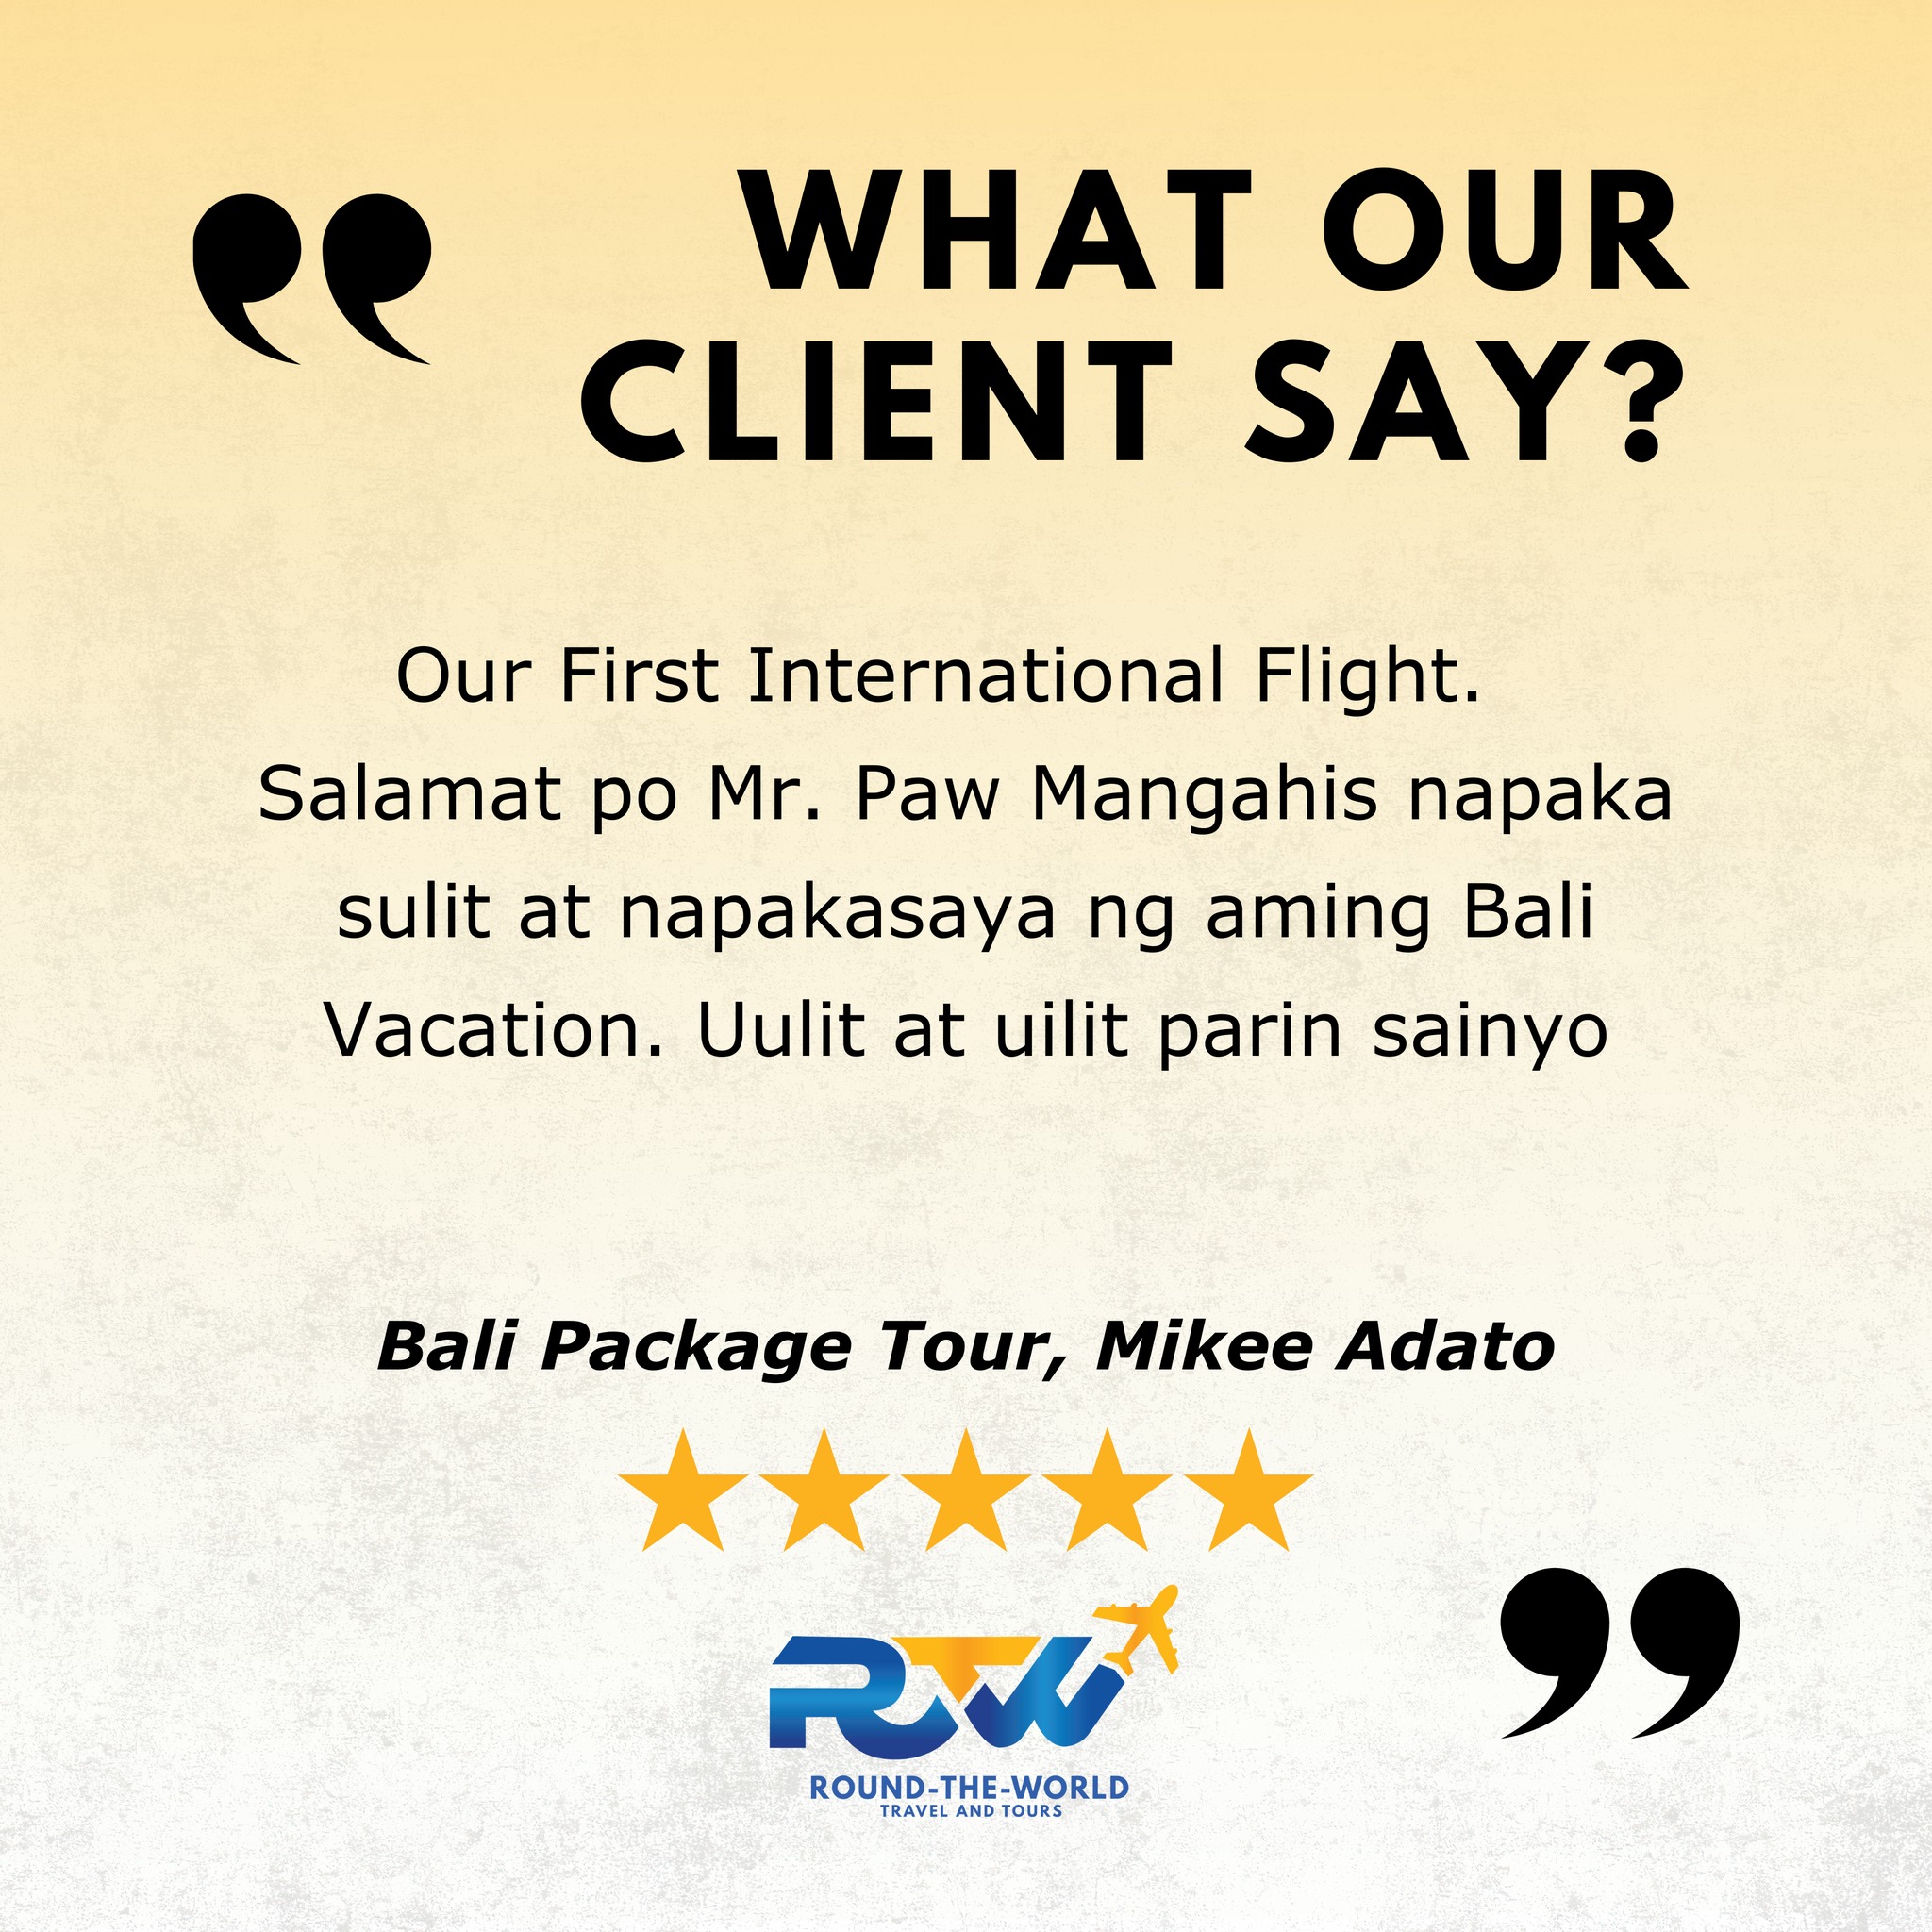 WHAT OUR
CLIENT SAY?
Our First International Flight.
Salamat po Mr. Paw Mangahis napaka
sulit at napakasaya ng aming Bali
Vacation. Uulit at uilit parin sainyo
Bali Package Tour, Mikee Adato
RTW
ROUND-THE-WORLD
TRAVEL AND TOURS